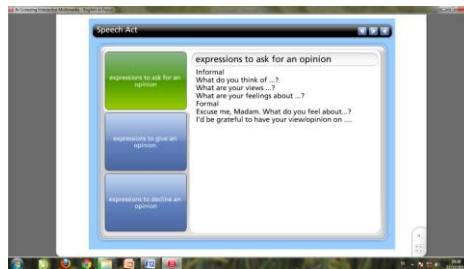 Speech Act
expressions to ask for an
opinion
expressions to give an
opinion.
expressions to decline an
opinion
expressions to ask for an opinion
Informal
What do you think of ...?
What are your views ...?
What are your feelings about ...?
Formal
Excuse me, Madam. What do you feel about...?
I'd be grateful to have your view/opinion on ....